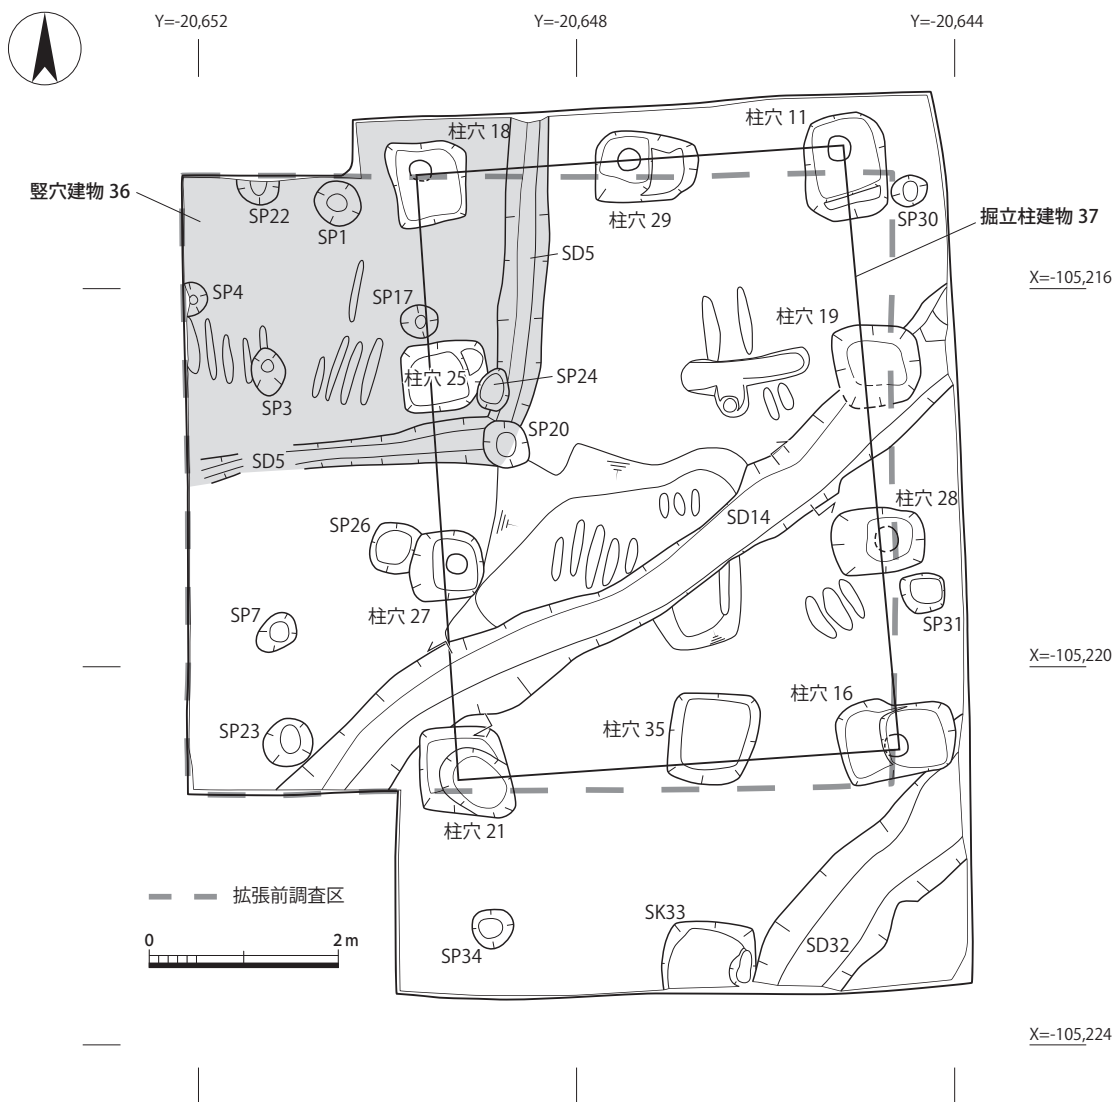 Y=-20,652
Y=-20,648
Y=-20,644
柱穴 11
柱穴 18
竪穴建物 36
SP22
SP1
柱穴 29
SP30
掘立柱建物 37
SD5
X=-105,216
SP4
SP17
柱穴 19
柱穴 25
SP24
SP3
SP20
SD5
柱穴 28
SD14
SP26
SP7
柱穴 27
SP31
X=-105,220
柱穴 16
SP23
柱穴 35
柱穴 21
拡張前調査区
SK33
0
2 m
SP34
SD32
X=-105,224